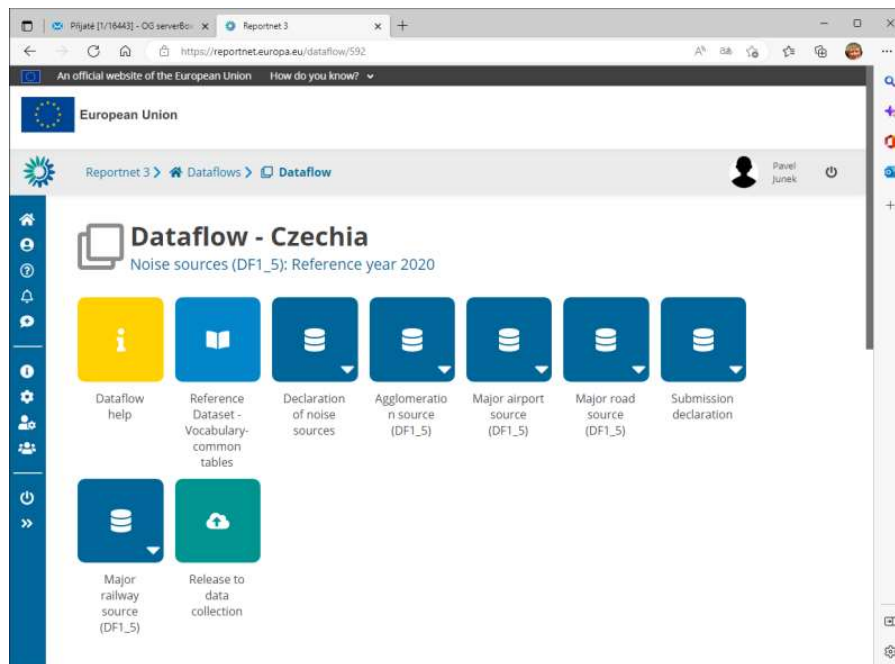 Přijaté [1/16443] - OG serverBo
Reportnet 3
https://reportnet.europa.eu/dataflow/592
An official website of the European Union How do you know?
European Union
Reportnet 3 Dataflows Dataflow
Pavel
Junek
Dataflow - Czechia
Noise sources (DF1_5): Reference year 2020
Dataflow
help
Reference
Dataset -
Vocabulary-
common
tables
Declaration
of noise
sources
Agglomeratio
n source
(DF1_5)
Major airport
source
(DF1_5)
Major road
source
(DF1_5)
Submission
declaration
Major
railway
source
(DF1_5)
Release to
data
collection